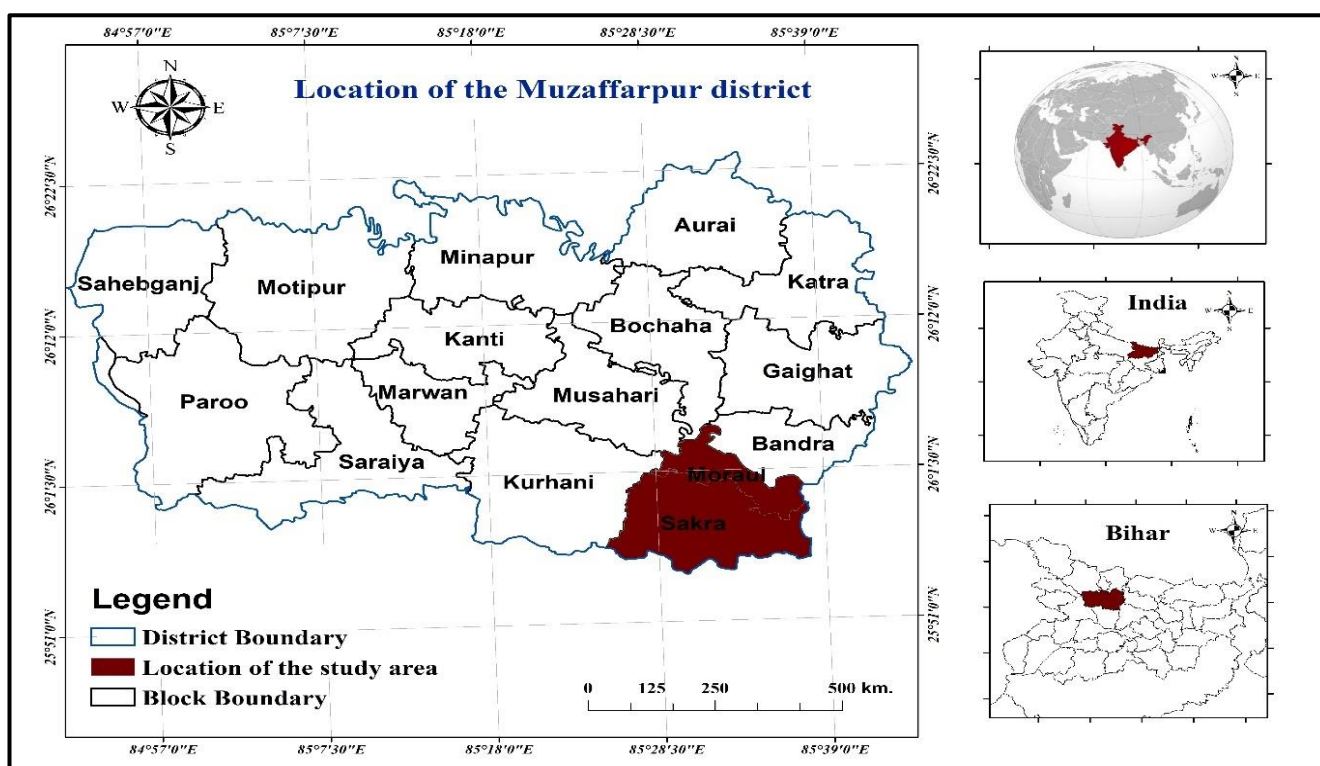 84°57'0"E 85°7'30"E 85°18'0"E 85°28'30"E 85°39'0"E
Location of the Muzaffarpur district
N
W E
S
26°22'30"N 26°12'0"N 26°1'30"N 25°51'0"N
Aurai
Minapur
Katra
Sahebganj
Motipur
Bochaha
Kanti
Gaighat
Marwan
Musahari
Paroo
Bandra
Saraiya
Moraul
Kurhani
Sakra
Legend
District Boundary
Location of the study area
Block Boundary
0 125 250 500 km.
26°22'30"N 26°12'0"N 26°1'30"N 25°51'0"N
84°57'0"E 85°7'30"E 85°18'0"E 85°28'30"E 85°39'0"E
N
W E
S
India
N
W E
S
Bihar
N
W E
S